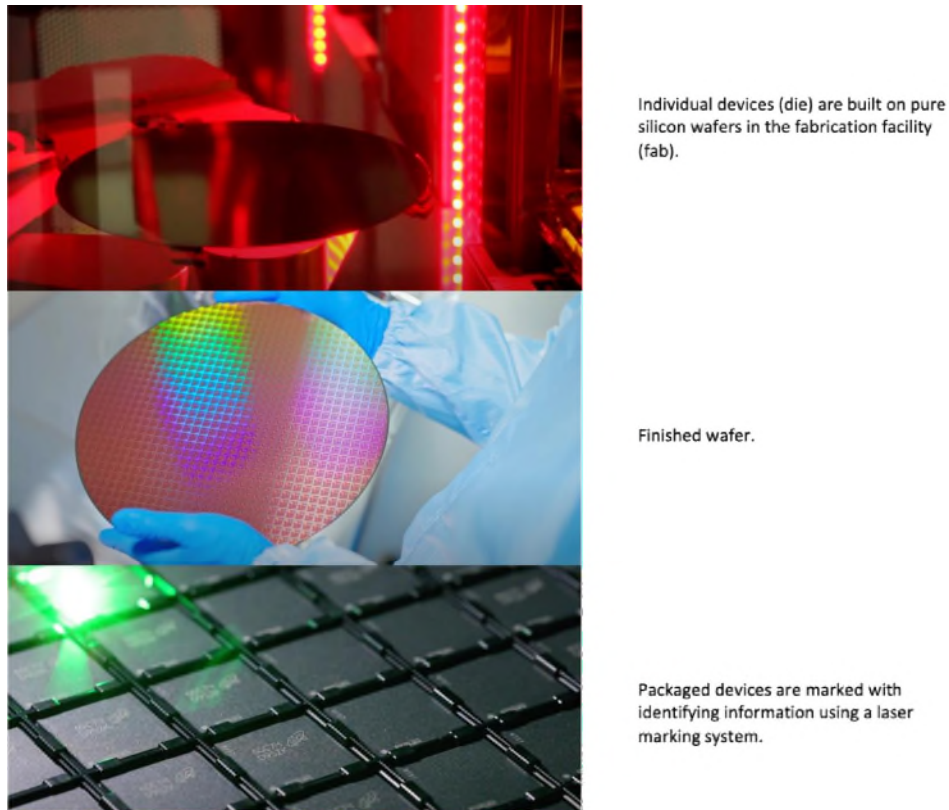 Individual devices (die) are built on pure
silicon wafers in the fabrication facility
(fab).
Finished wafer.
Packaged devices are marked with
identifying information using a laser
marking system.